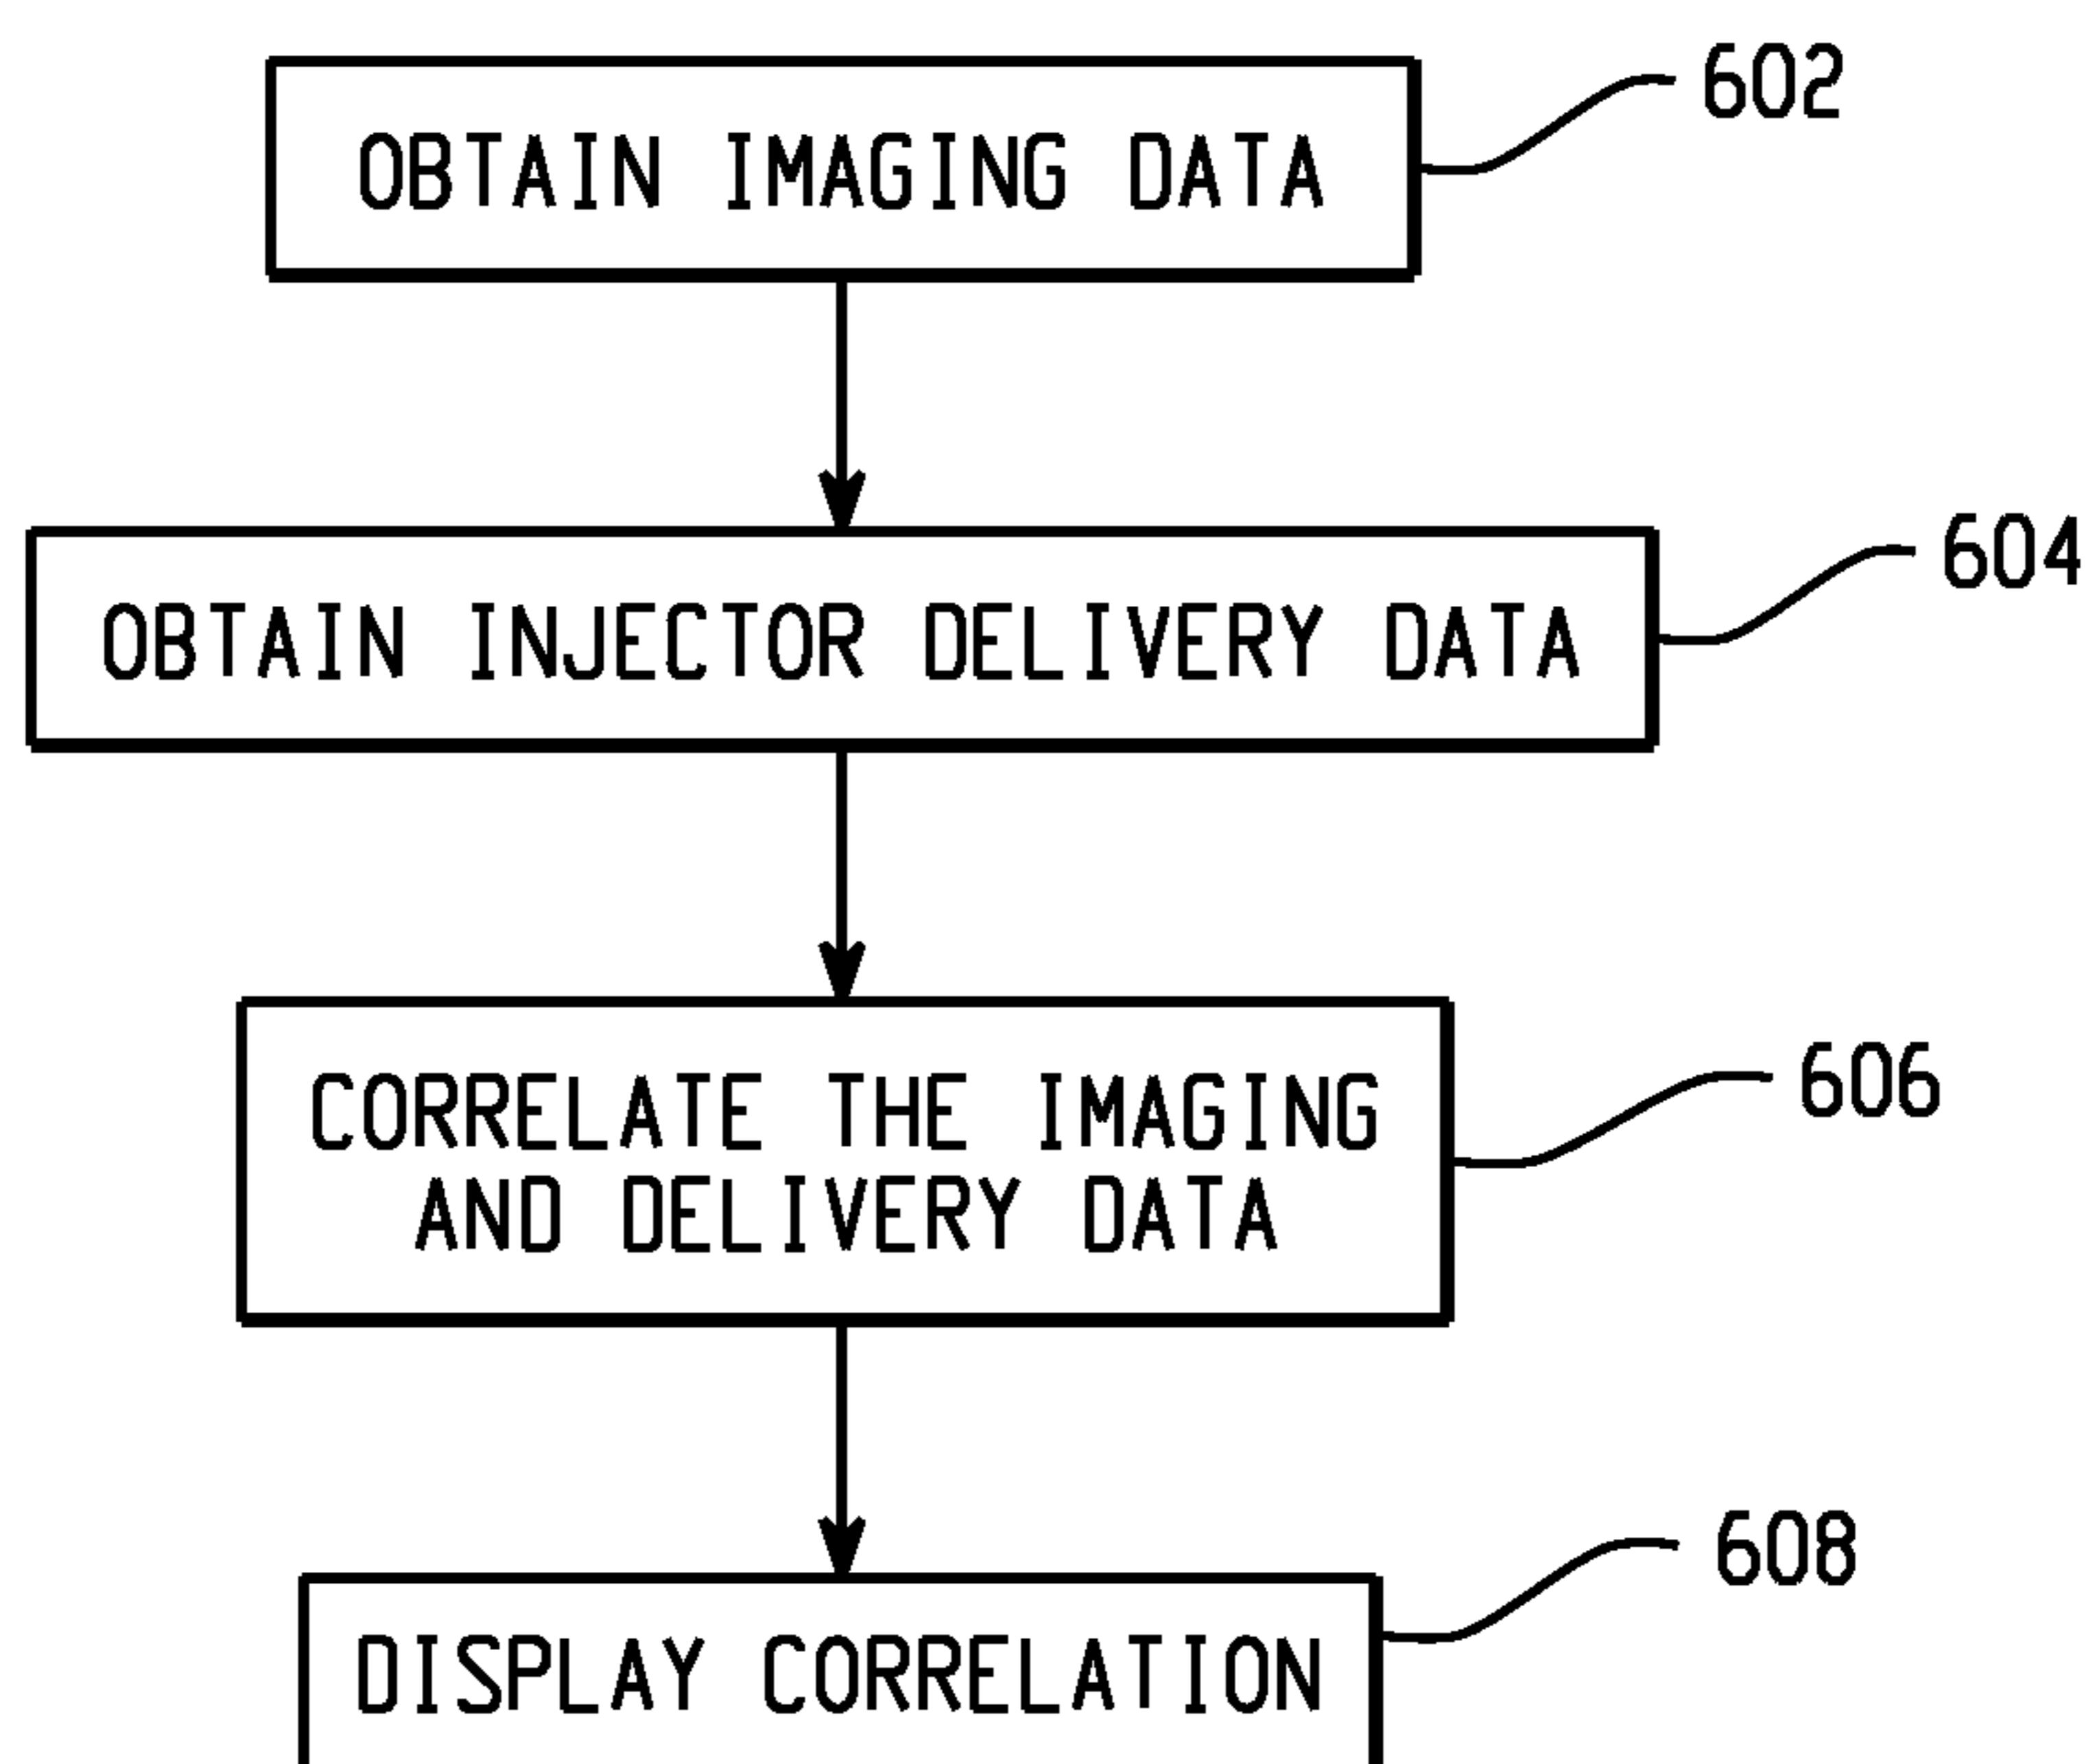 OBTAIN IMAGING DATA
602
OBTAIN INJECTOR DELIVERY DATA
604
CORRELATE THE IMAGING
AND DELIVERY DATA
606
DISPLAY CORRELATION
608